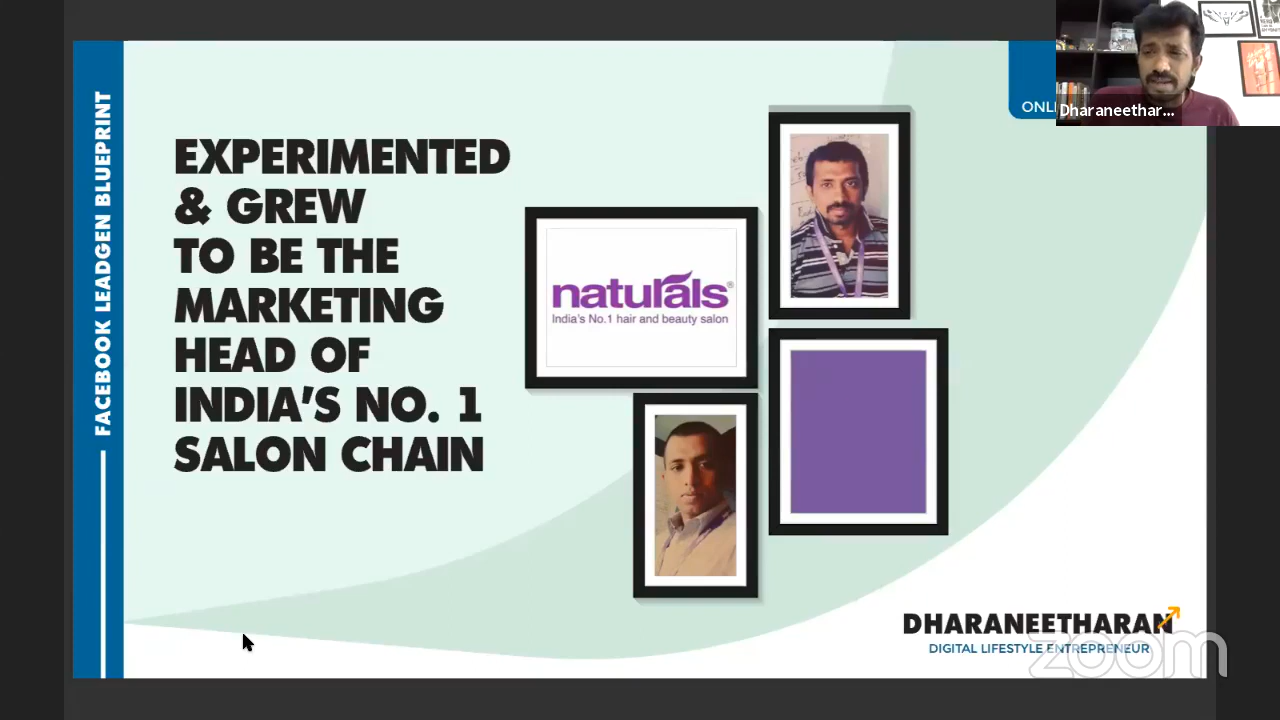 FACEBOOK LEADGEN BLUEPRINT
EXPERIMENTED
& GREW
TO BE THE
MARKETING
HEAD OF
INDIA'S NO. 1
SALON CHAIN
naturals®
India's No.1 hair and beauty salon
ONLI
Dharaneethar...
DHARANEETHARAN
DIGITAL LIFESTYLE ENTREPRENEUR
zoom